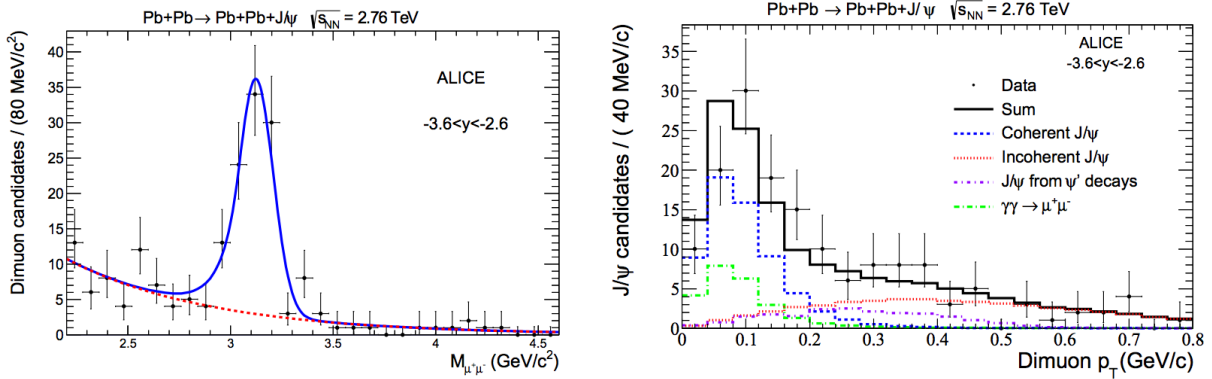 Pb+Pb→ Pb+Pb+J/ψ √sNN = 2.76 TeV
Dimuon candidates / (80 MeV/c²)
40
35
30
25
20
15
10
5
0
ALICE
-3.6<y<-2.6
2.5 3 3.5 4 4.5
Mμ+μ- (GeV/c²)
Pb+Pb → Pb+Pb+J/ ψ √sNN = 2.76 TeV
J/ψ candidates / ( 40 MeV/c)
35
30
25
20
15
10
5
0
ALICE
-3.6<y<-2.6
Data
Sum
Coherent J/ψ
Incoherent J/ψ
J/ψ from ψ' decays
γγ → μ+μ-
0 0.1 0.2 0.3 0.4 0.5 0.6 0.7 0.8
Dimuon pT (GeV/c)